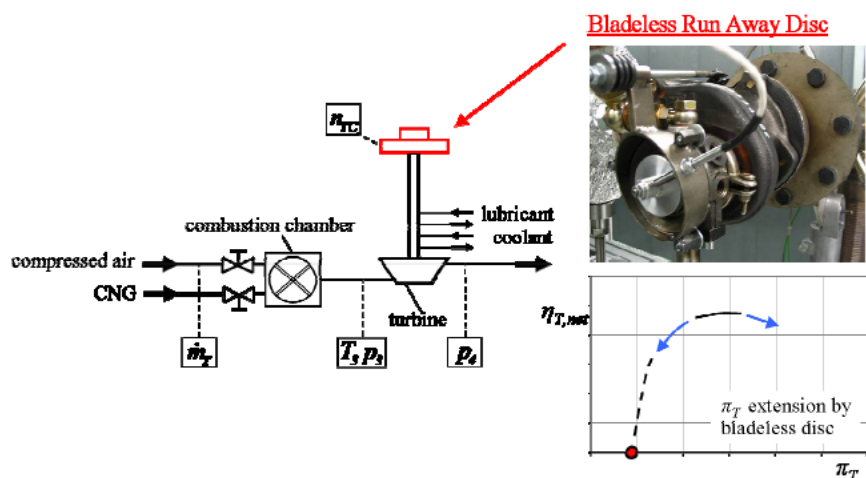 Bladeless Run Away Disc
n_TC
lubricant
coolant
combustion chamber
compressed air
CNG
turbine
ṁ_T
T_3 p_3
p_4
η_T,net
π_T extension by
bladeless disc
π_T